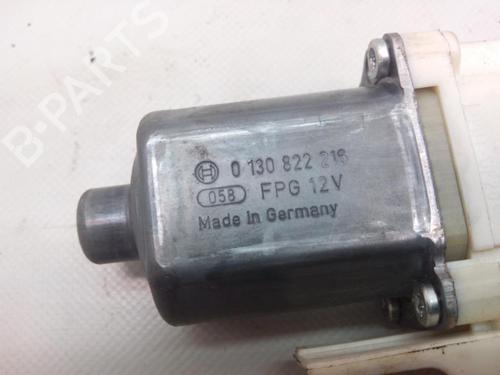 B-PARTS
0 130 822 216
058 FPG 12V
Made in Germany